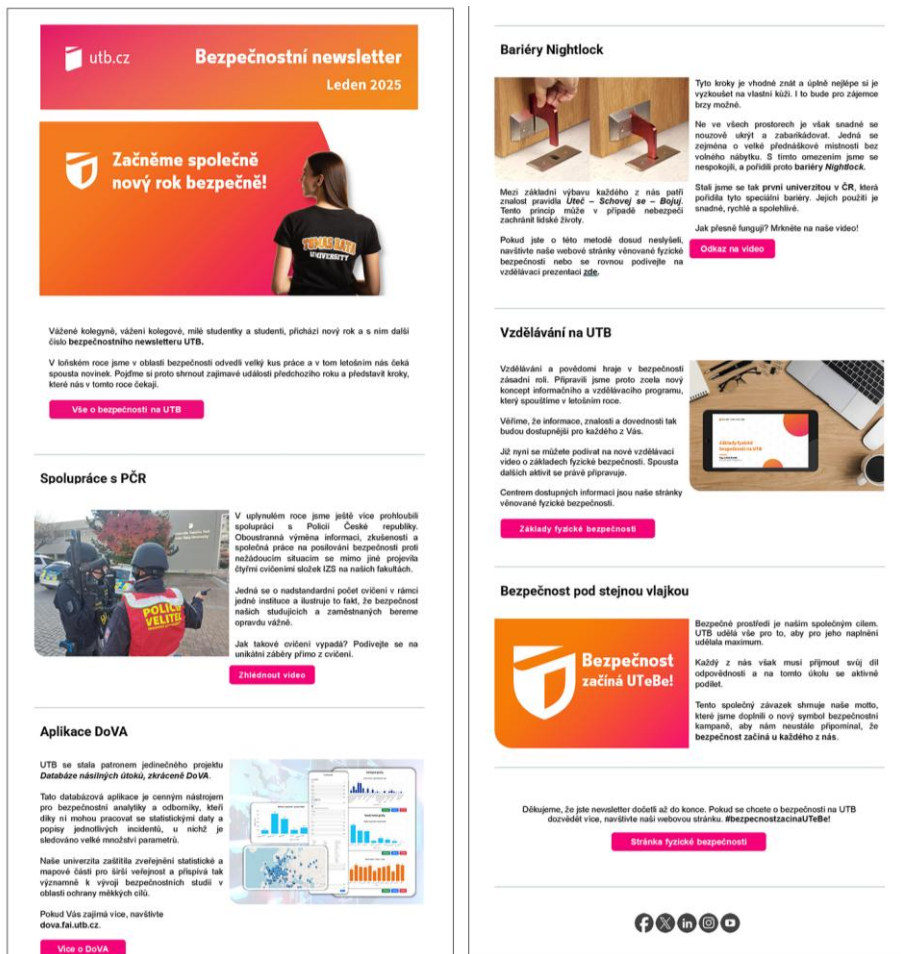 utb.cz
Bezpečnostní newsletter
Leden 2025
Začněme společně
nový rok bezpečně!
TOMAS BATA
UNIVERSITY
Vážené kolegyně, vážení kolegové, milé studentky a studenti, přichází nový rok a s ním další
číslo bezpečnostního newsletteru UTB.
V loňském roce jsme v oblasti bezpečnosti odvedli velký kus práce a v tom letošním nás čeká
spousta novinek. Pojďme si proto shrnout zajímavé události předchozího roku a představit kroky,
které nás v tomto roce čekají.
Vše o bezpečnosti na UTB
Spolupráce s PČR
POLICIE
VELITEL
V uplynulém roce jsme ještě více prohloubili
spolupráci s Policií České republiky.
Oboustranná výměna informací, zkušeností a
společná práce na posilování bezpečnosti proti
nežádoucím situacím se mimo jiné projevila
čtyřmi cvičeními složek IZS na našich fakultách.
Jedná se o nadstandardní počet cvičení v rámci
jedné instituce a ilustruje to fakt, že bezpečnost
našich studujících a zaměstnaných bereme
opravdu vážně.
Jak takové cvičení vypadá? Podívejte se na
unikátní záběry přímo z cvičení.
Zhlédnout video
Aplikace DoVA
UTB se stala patronem jedinečného projektu
Databáze násilných útoků, zkráceně DoVA.
Tato databázová aplikace je cenným nástrojem
pro bezpečnostní analytiky a odborníky, kteří
díky ní mohou pracovat se statistickými daty a
popisy jednotlivých incidentů, u nichž je
sledováno velké množství parametrů.
Naše univerzita zaštítila zveřejnění statistické a
mapové části pro širší veřejnost a přispívá tak
významně k vývoji bezpečnostních studií v
oblasti ochrany měkkých cílů.
Pokud Vás zajímá více, navštivte
dova.fai.utb.cz.
Více o DoVA
Bariéry Nightlock
Mezi základní výbavu každého z nás patří
znalost pravidla Uteč – Schovej se – Bojuj.
Tento princip může v případě nebezpečí
zachránit lidské životy.
Pokud jste o této metodě dosud neslyšeli,
navštivte naše webové stránky věnované fyzické
bezpečnosti nebo se rovnou podívejte na
vzdělávací prezentaci zde.
Tyto kroky je vhodné znát a úplně nejlépe si je
vyzkoušet na vlastní kůži. I to bude pro zájemce
brzy možné.
Ne ve všech prostorech je však snadné se
nouzově ukrýt a zabarikádovat. Jedná se
zejména o velké přednáškové místnosti bez
volného nábytku. S tímto omezením jsme se
nespokojili, a pořídili proto bariéry Nightlock.
Stali jsme se tak první univerzitou v ČR, která
pořídila tyto speciální bariéry. Jejich použití je
snadné, rychlé a spolehlivé.
Jak přesně fungují? Mrkněte na naše video!
Odkaz na video
Vzdělávání na UTB
Vzdělávání a povědomí hraje v bezpečnosti
zásadní roli. Připravili jsme proto zcela nový
koncept informačního a vzdělávacího programu,
který spouštíme v letošním roce.
Věříme, že informace, znalosti a dovednosti tak
budou dostupnější pro každého z Vás.
Již nyní se můžete podívat na nové vzdělávací
video o základech fyzické bezpečnosti. Spousta
dalších aktivit se právě připravuje.
Centrem dostupných informací jsou naše stránky
věnované fyzické bezpečnosti.
Základy fyzické
bezpečnosti na UTB
Základy fyzické bezpečnosti
Bezpečnost pod stejnou vlajkou
Bezpečnost
začíná UTeBe!
Bezpečné prostředí je naším společným cílem.
UTB udělá vše pro to, aby pro jeho naplnění
udělala maximum.
Každý z nás však musí přijmout svůj díl
odpovědnosti a na tomto úkolu se aktivně
podílet.
Tento společný závazek shrnuje naše motto,
které jsme doplnili o nový symbol bezpečnostní
kampaně, aby nám neustále připomínal, že
bezpečnost začíná u každého z nás.
Děkujeme, že jste newsletter dočetli až do konce. Pokud se chcete o bezpečnosti na UTB
dozvědět více, navštivte naši webovou stránku. #bezpecnostzacinaUTeBe!
Stránka fyzické bezpečnosti